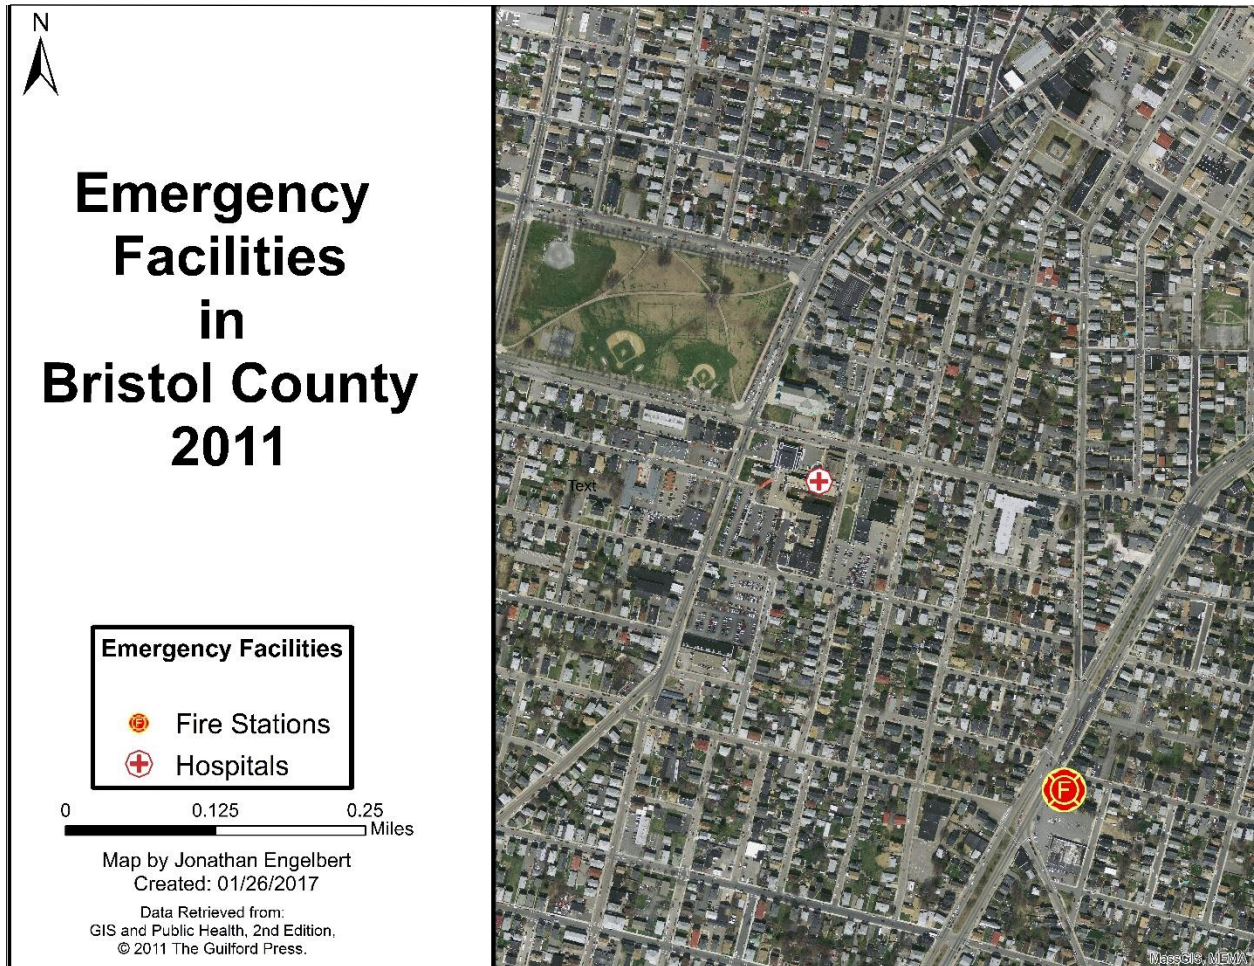 N
Emergency
Facilities
in
Bristol County
2011
Emergency Facilities
F Fire Stations
Hospitals
0 0.125 0.25
Miles
Map by Jonathan Engelbert
Created: 01/26/2017
Data Retrieved from:
GIS and Public Health, 2nd Edition,
© 2011 The Guilford Press.
Text
F
MassGIS, MEMA